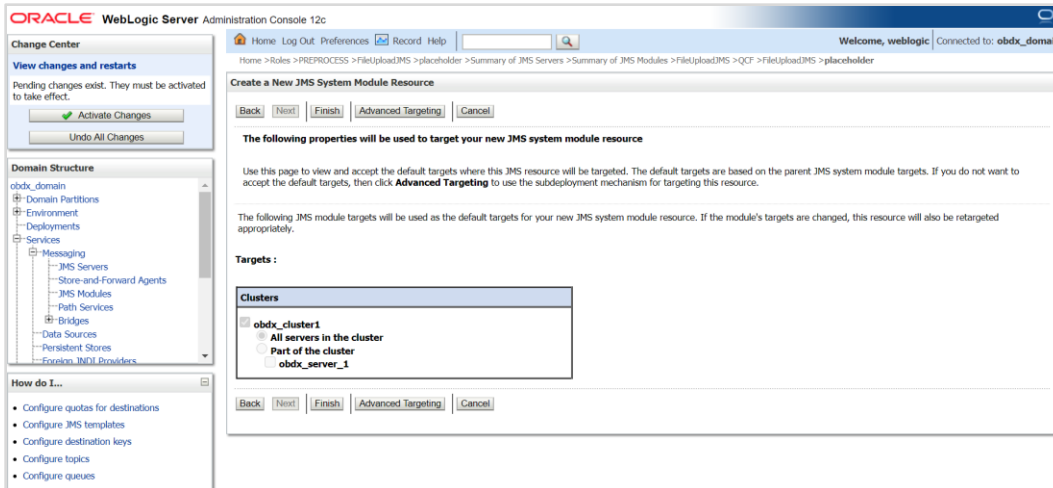 ORACLE WebLogic Server Administration Console 12c
Change Center
View changes and restarts
Pending changes exist. They must be activated
to take effect.
Activate Changes
Undo All Changes
Domain Structure
obdx_domain
Domain Partitions
Environment
Deployments
Services
Messaging
JMS Servers
Store-and-Forward Agents
JMS Modules
Path Services
Bridges
Data Sources
Persistent Stores
Foreign JNDI Providers
How do I...
Configure quotas for destinations
Configure JMS templates
Configure destination keys
Configure topics
Configure queues
Home Log Out Preferences Record Help
Welcome, weblogic Connected to: obdx_domai
Home >Roles >PREPROCESS >FileUploadJMS >placeholder >Summary of JMS Servers >Summary of JMS Modules >FileUploadJMS >QCF >FileUploadJMS >placeholder
Create a New JMS System Module Resource
Back Next Finish Advanced Targeting Cancel
The following properties will be used to target your new JMS system module resource
Use this page to view and accept the default targets where this JMS resource will be targeted. The default targets are based on the parent JMS system module targets. If you do not want to
accept the default targets, then click Advanced Targeting to use the subdeployment mechanism for targeting this resource.
The following JMS module targets will be used as the default targets for your new JMS system module resource. If the module's targets are changed, this resource will also be retargeted
appropriately.
Targets :
Clusters
obdx_cluster1
All servers in the cluster
Part of the cluster
obdx_server_1
Back Next Finish Advanced Targeting Cancel